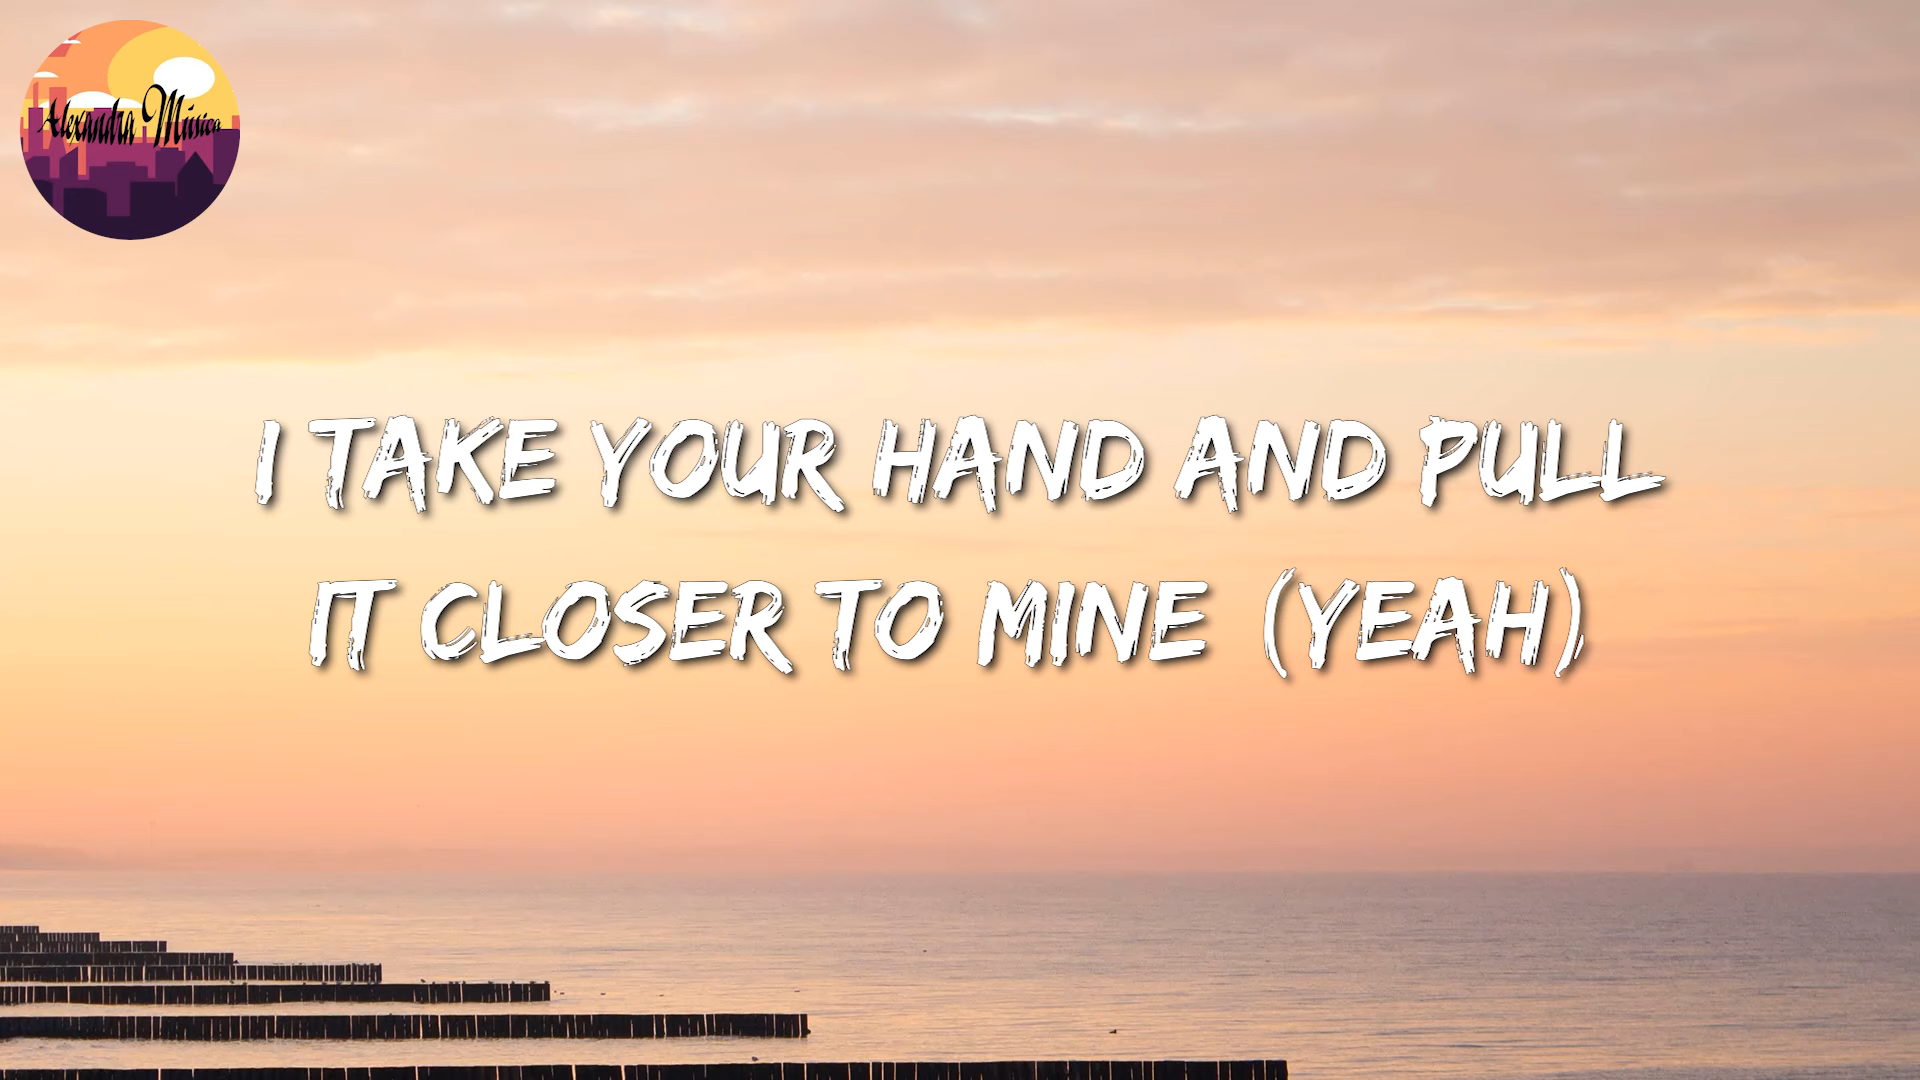 Alexandra Música
I TAKE YOUR HAND AND PULL
IT CLOSER TO MINE (YEAH)